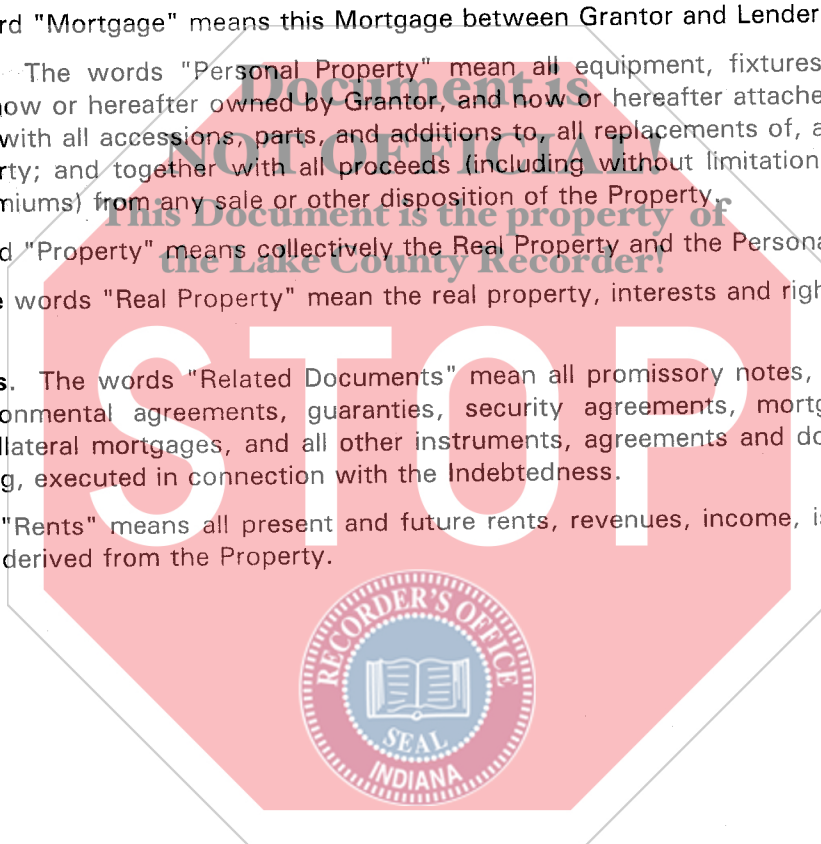 rd "Mortgage" means this Mortgage between Grantor and Lender
The words "Personal Property" mean all equipment, fixtures
now or hereafter owned by Grantor, and now or hereafter attache
with all accessions, parts, and additions to, all replacements of, a
rty; and together with all proceeds (including without limitation
miums) from any sale or other disposition of the Property.
d "Property" means collectively the Real Property and the Persona
e words "Real Property" mean the real property, interests and righ
s. The words "Related Documents" mean all promissory notes,
onmental agreements, guaranties, security agreements, mortg
llateral mortgages, and all other instruments, agreements and do
g, executed in connection with the Indebtedness.
"Rents" means all present and future rents, revenues, income, is
derived from the Property.
Document is
NOT OFFICIAL!
This Document is the property of
the Lake County Recorder!
STOP
RECORDER'S OFFICE
SEAL
INDIANA